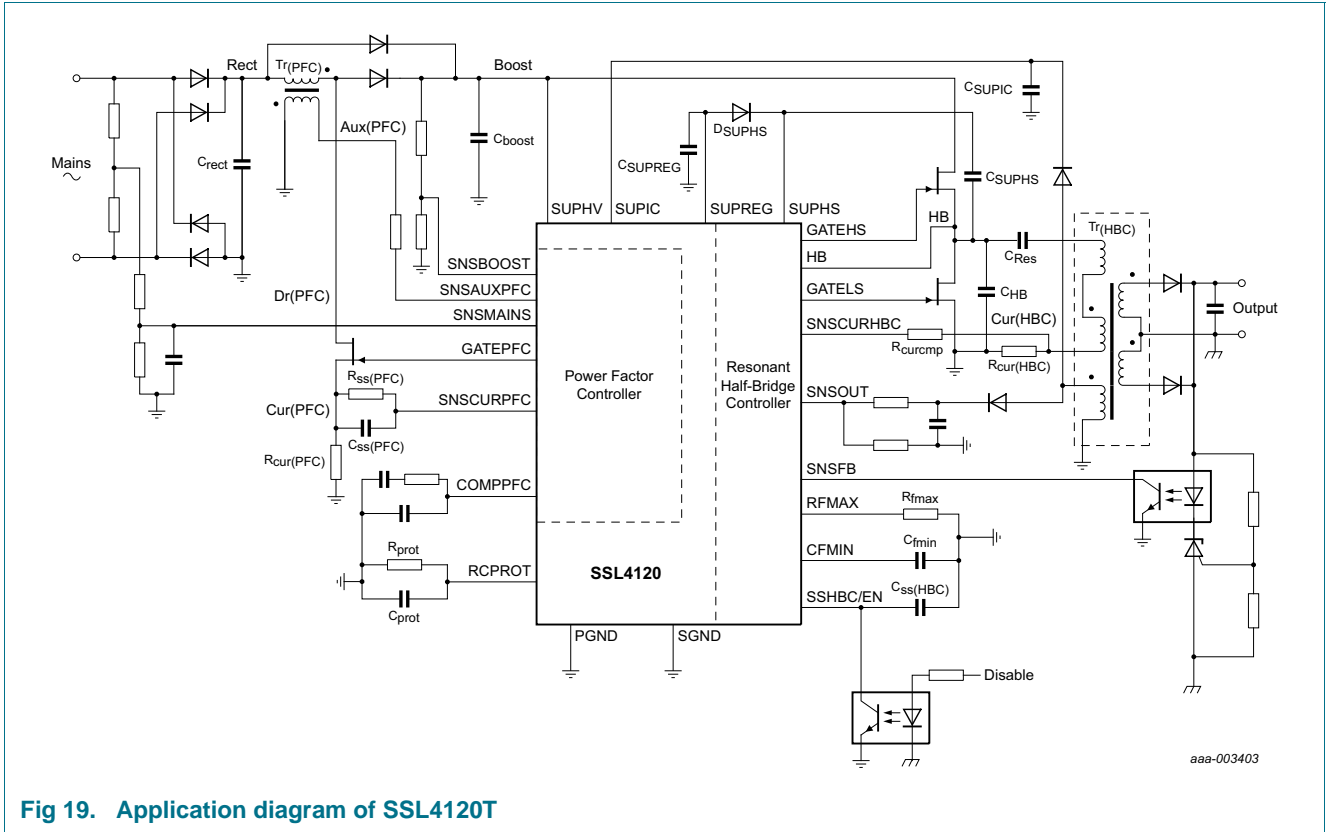 Rect
Tr(PFC)
Boost
CSUPIC
Aux(PFC)
Cboost
DSUPHS
CSUPREG
CSUPHS
Mains
Crect
SUPHV
SUPIC
SUPREG
SUPHS
GATEHS
HB
Tr(HBC)
HB
CRes
SNSBOOST
GATELS
CHB
Output
Dr(PFC)
SNSAUXPFC
SNSMAINS
SNSCURHBC
Cur(HBC)
Rcurcmp
Rcur(HBC)
GATEPFC
Rss(PFC)
Power Factor
Controller
Resonant
Half-Bridge
Controller
SNSOUT
Cur(PFC)
SNSCURPFC
Css(PFC)
Rcur(PFC)
SNSFB
COMPPFC
RFMAX
Rfmax
CFMIN
Cfmin
Rprot
RCPROT
SSL4120
SSHBC/EN
Css(HBC)
Cprot
PGND
SGND
Disable
aaa-003403
Fig 19. Application diagram of SSL4120T